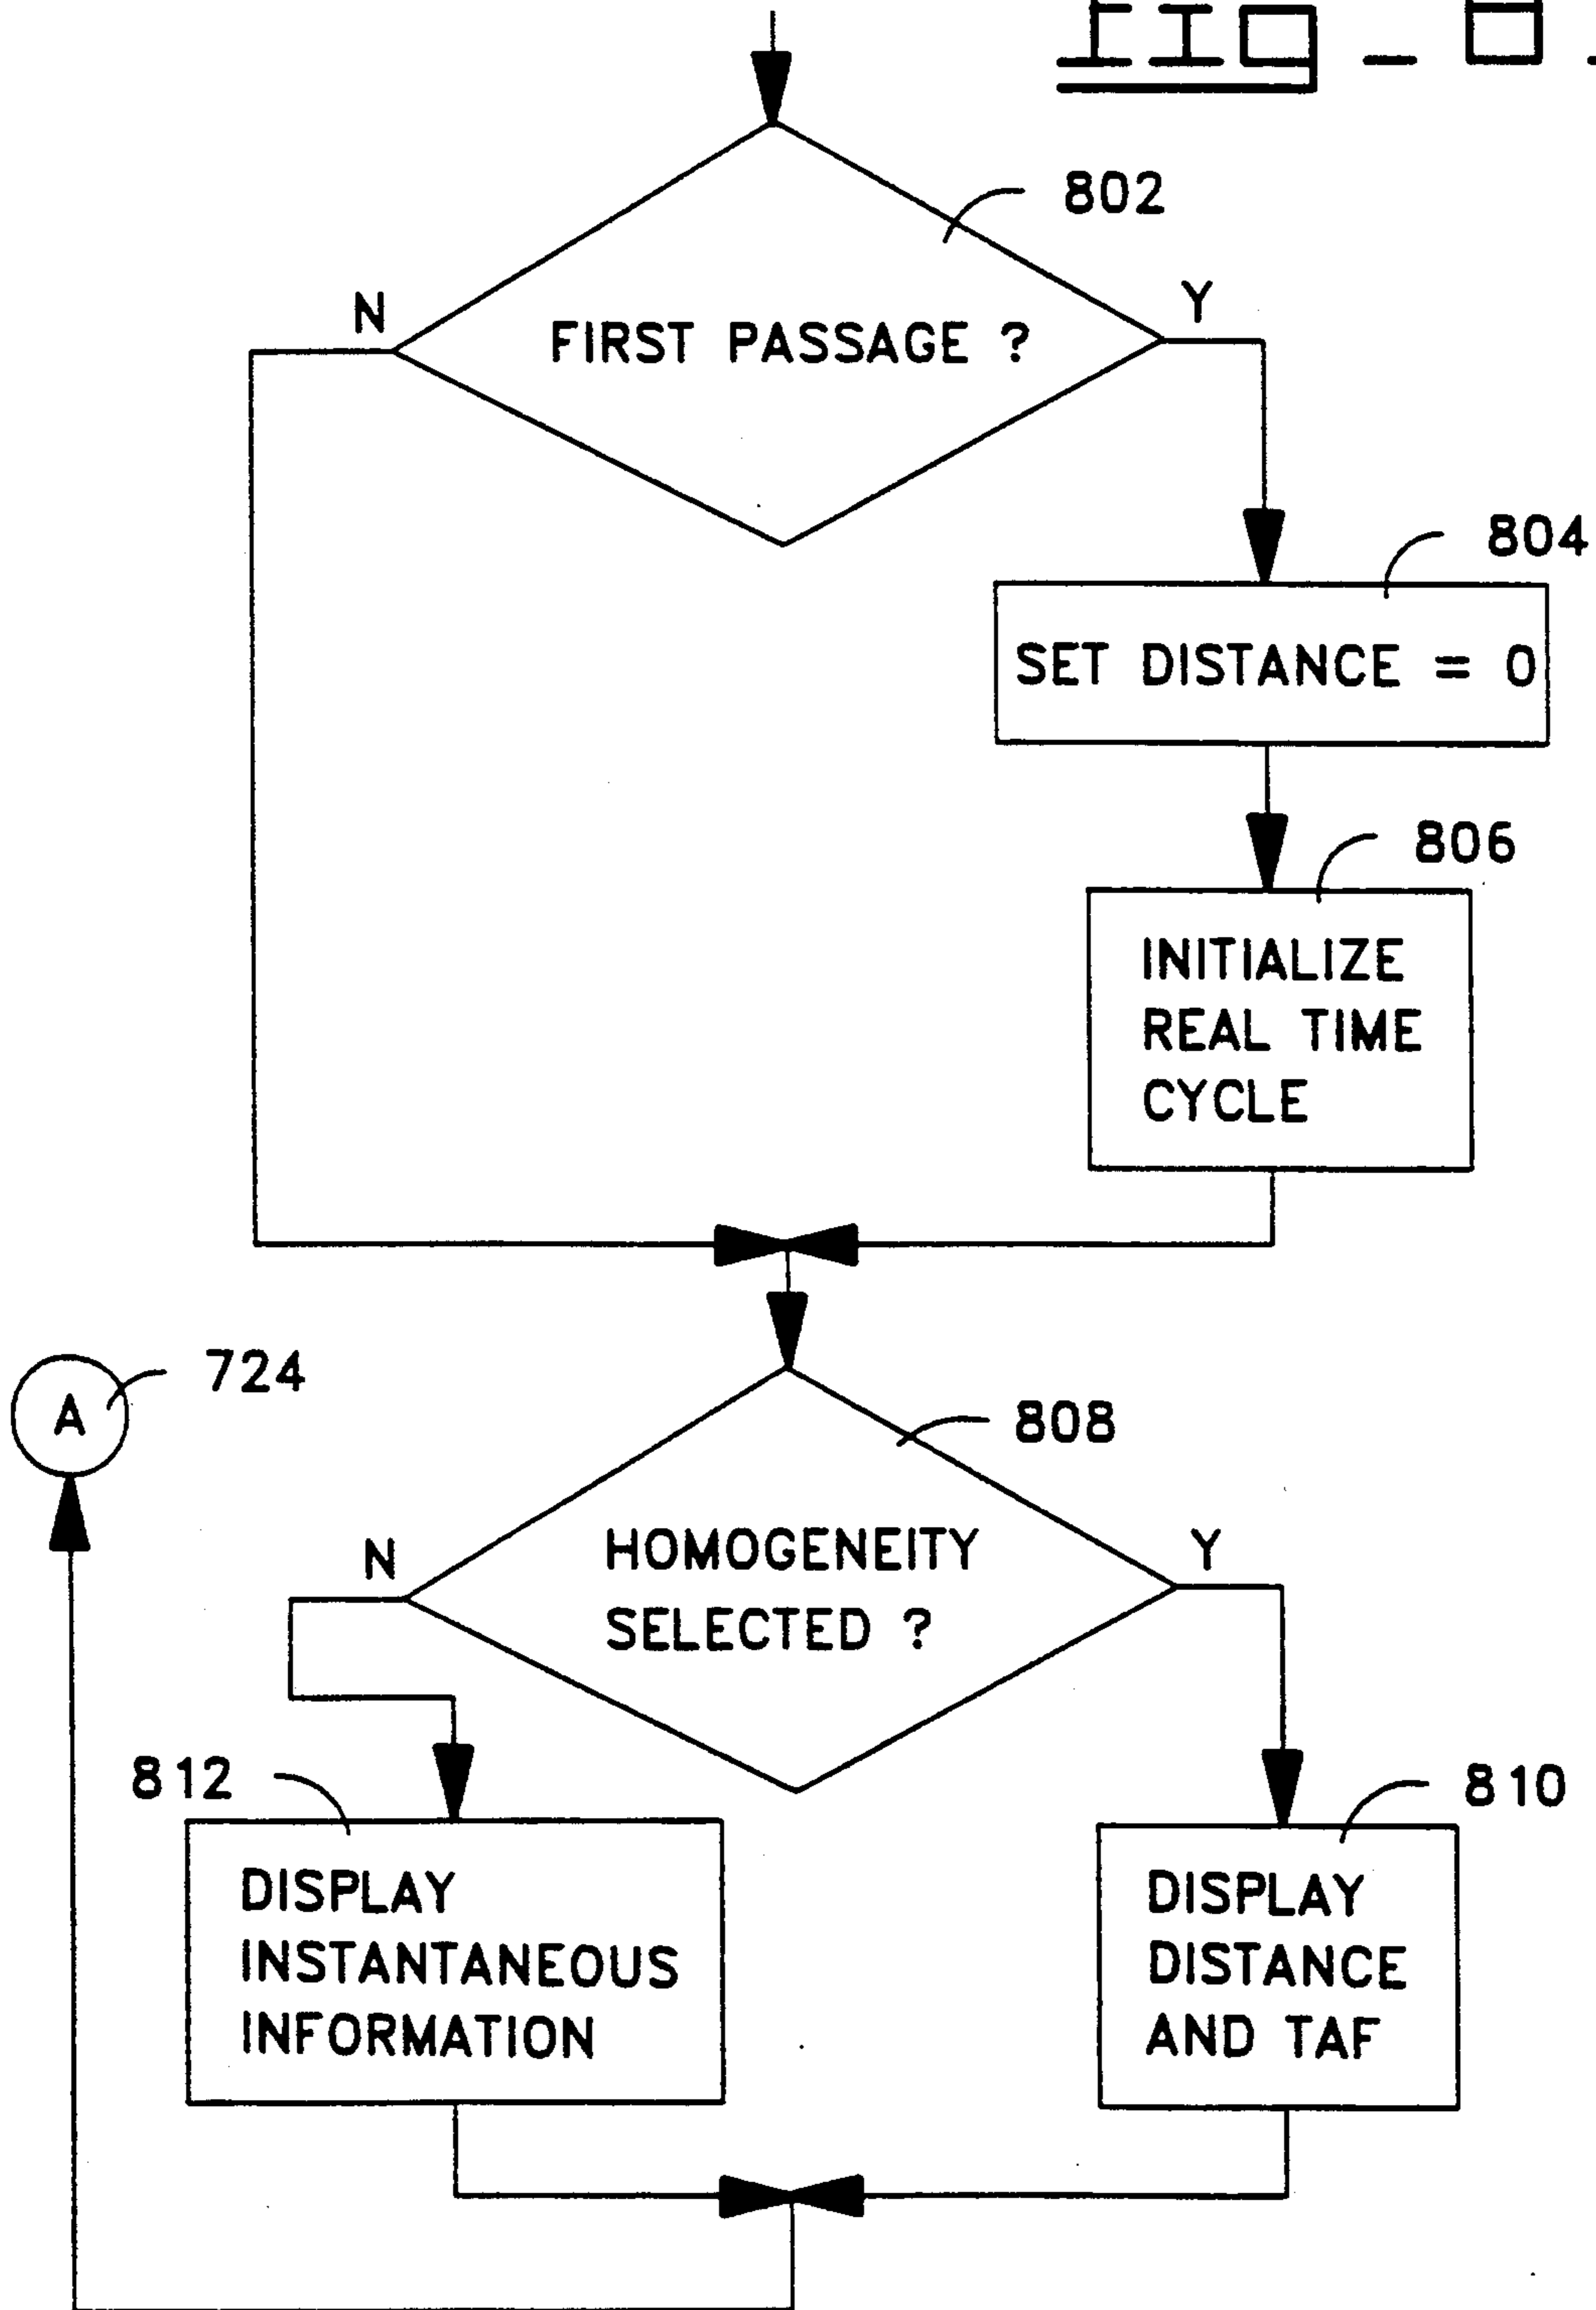 802
N
Y
FIRST PASSAGE ?
804
SET DISTANCE = 0
806
INITIALIZE
REAL TIME
CYCLE
724
A
808
N
Y
HOMOGENEITY
SELECTED ?
812
810
DISPLAY
INSTANTANEOUS
INFORMATION
DISPLAY
DISTANCE
AND TAF